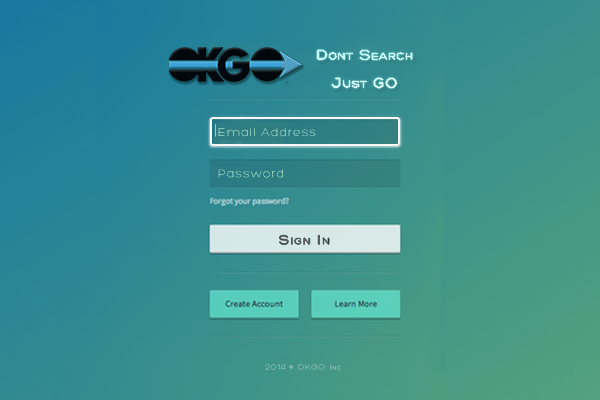 OKGO
Dont Search
Just GO
Email Address
Password
Forgot your password?
Sign In
Create Account
Learn More
2014 • OKGO Inc